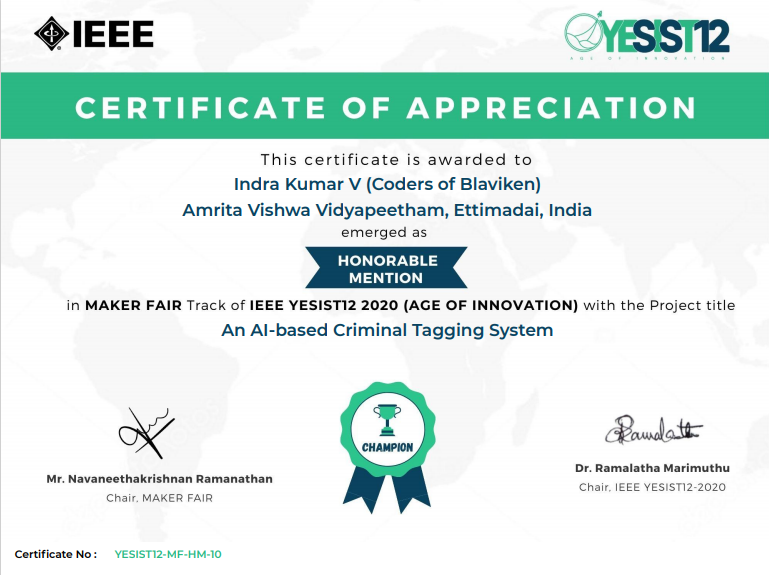 IEEE
YESIST12
AGE OF INNOVATION
CERTIFICATE OF APPRECIATION
This certificate is awarded to
Indra Kumar V (Coders of Blaviken)
Amrita Vishwa Vidyapeetham, Ettimadai, India
emerged as
HONORABLE
MENTION
in MAKER FAIR Track of IEEE YESIST12 2020 (AGE OF INNOVATION) with the Project title
An AI-based Criminal Tagging System
CHAMPION
Ramalatha
Mr. Navaneethakrishnan Ramanathan
Chair, MAKER FAIR
Dr. Ramalatha Marimuthu
Chair, IEEE YESIST12-2020
Certificate No : YESIST12-MF-HM-10